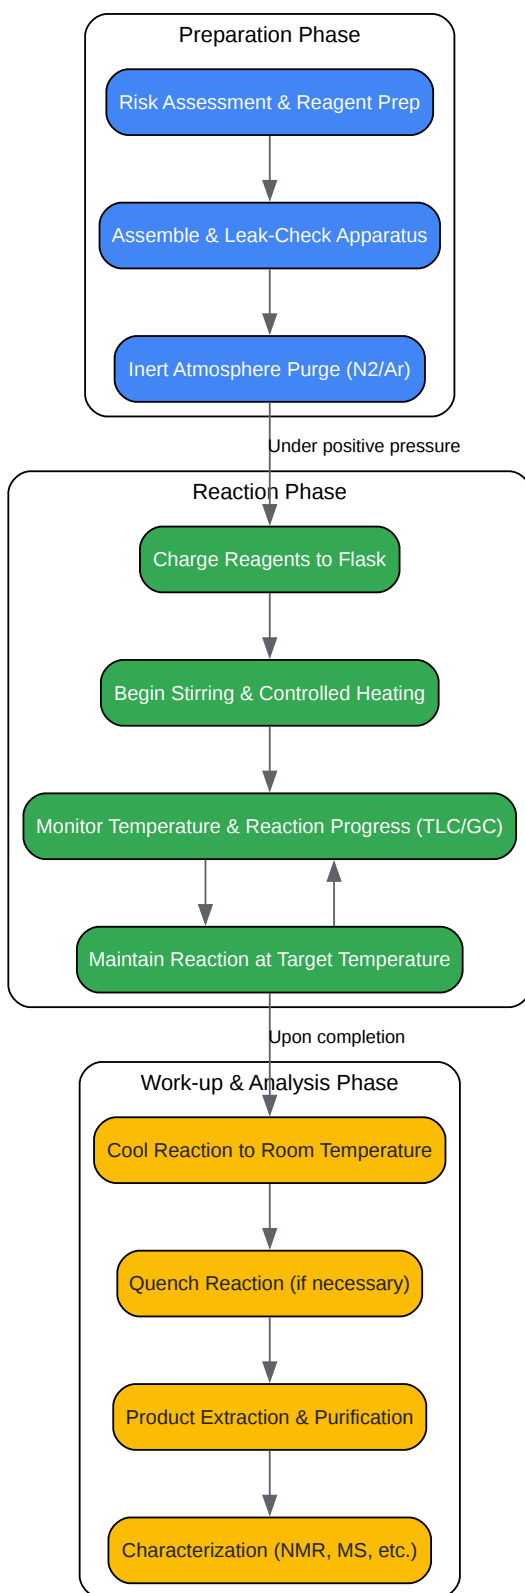 Preparation Phase
Risk Assessment & Reagent Prep
Assemble & Leak-Check Apparatus
Inert Atmosphere Purge (N2/Ar)
Under positive pressure
Reaction Phase
Charge Reagents to Flask
Begin Stirring & Controlled Heating
Monitor Temperature & Reaction Progress (TLC/GC)
Maintain Reaction at Target Temperature
Upon completion
Work-up & Analysis Phase
Cool Reaction to Room Temperature
Quench Reaction (if necessary)
Product Extraction & Purification
Characterization (NMR, MS, etc.)